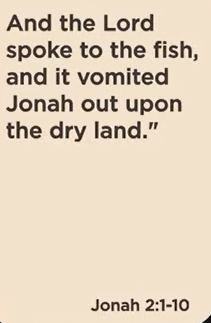 And the Lord
spoke to the fish,
and it vomited
Jonah out upon
the dry land."
Jonah 2:1-10